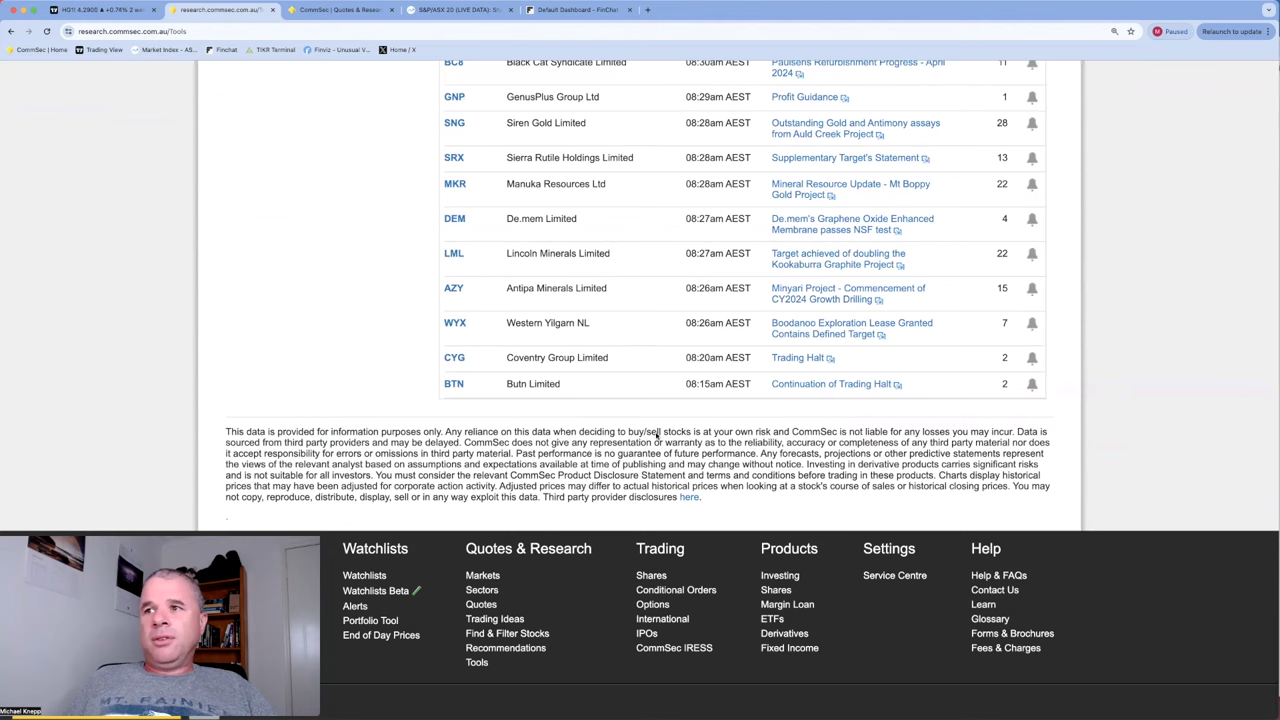 HG1! 4.2900 ▲ +0.74% 2 we
research.commsec.com.au/To
CommSec | Quotes & Resea
S&P/ASX 20 (LIVE DATA): Sh
Default Dashboard - FinChat
research.commsec.com.au/Tools
Paused
Relaunch to update
CommSec | Home
Trading View
Market Index - AS...
Finchat
TIKR Terminal
Finviz - Unusual V...
Home / X
BC8 Black Cat Syndicate Limited 08:30am AEST Paulsens Refurbishment Progress - April 11
2024
GNP GenusPlus Group Ltd 08:29am AEST Profit Guidance 1
SNG Siren Gold Limited 08:28am AEST Outstanding Gold and Antimony assays 28
from Auld Creek Project
SRX Sierra Rutile Holdings Limited 08:28am AEST Supplementary Target's Statement 13
MKR Manuka Resources Ltd 08:28am AEST Mineral Resource Update - Mt Boppy 22
Gold Project
DEM De.mem Limited 08:27am AEST De.mem's Graphene Oxide Enhanced 4
Membrane passes NSF test
LML Lincoln Minerals Limited 08:27am AEST Target achieved of doubling the 22
Kookaburra Graphite Project
AZY Antipa Minerals Limited 08:26am AEST Minyari Project - Commencement of 15
CY2024 Growth Drilling
WYX Western Yilgarn NL 08:26am AEST Boodanoo Exploration Lease Granted 7
Contains Defined Target
CYG Coventry Group Limited 08:20am AEST Trading Halt 2
BTN Butn Limited 08:15am AEST Continuation of Trading Halt 2
This data is provided for information purposes only. Any reliance on this data when deciding to buy/sell stocks is at your own risk and CommSec is not liable for any losses you may incur. Data is
sourced from third party providers and may be delayed. CommSec does not give any representation or warranty as to the reliability, accuracy or completeness of any third party material nor does
it accept responsibility for errors or omissions in third party material. Past performance is no guarantee of future performance. Any forecasts, projections or other predictive statements represent
the views of the relevant analyst based on assumptions and expectations available at time of publishing and may change without notice. Investing in derivative products carries significant risks
and is not suitable for all investors. You must consider the relevant CommSec Product Disclosure Statement and terms and conditions before trading in these products. Charts display historical
prices that may have been adjusted for corporate action activity. Adjusted prices may differ to actual historical prices when looking at a stock's course of sales or historical closing prices. You may
not copy, reproduce, distribute, display, sell or in any way exploit this data. Third party provider disclosures here.
.
Watchlists
Watchlists
Watchlists Beta
Alerts
Portfolio Tool
End of Day Prices
Quotes & Research
Markets
Sectors
Quotes
Trading Ideas
Find & Filter Stocks
Recommendations
Tools
Trading
Shares
Conditional Orders
Options
International
IPOs
CommSec IRESS
Products
Investing
Shares
Margin Loan
ETFs
Derivatives
Fixed Income
Settings
Service Centre
Help
Help & FAQs
Contact Us
Learn
Glossary
Forms & Brochures
Fees & Charges
MT. RAINIE
Michael Knepp